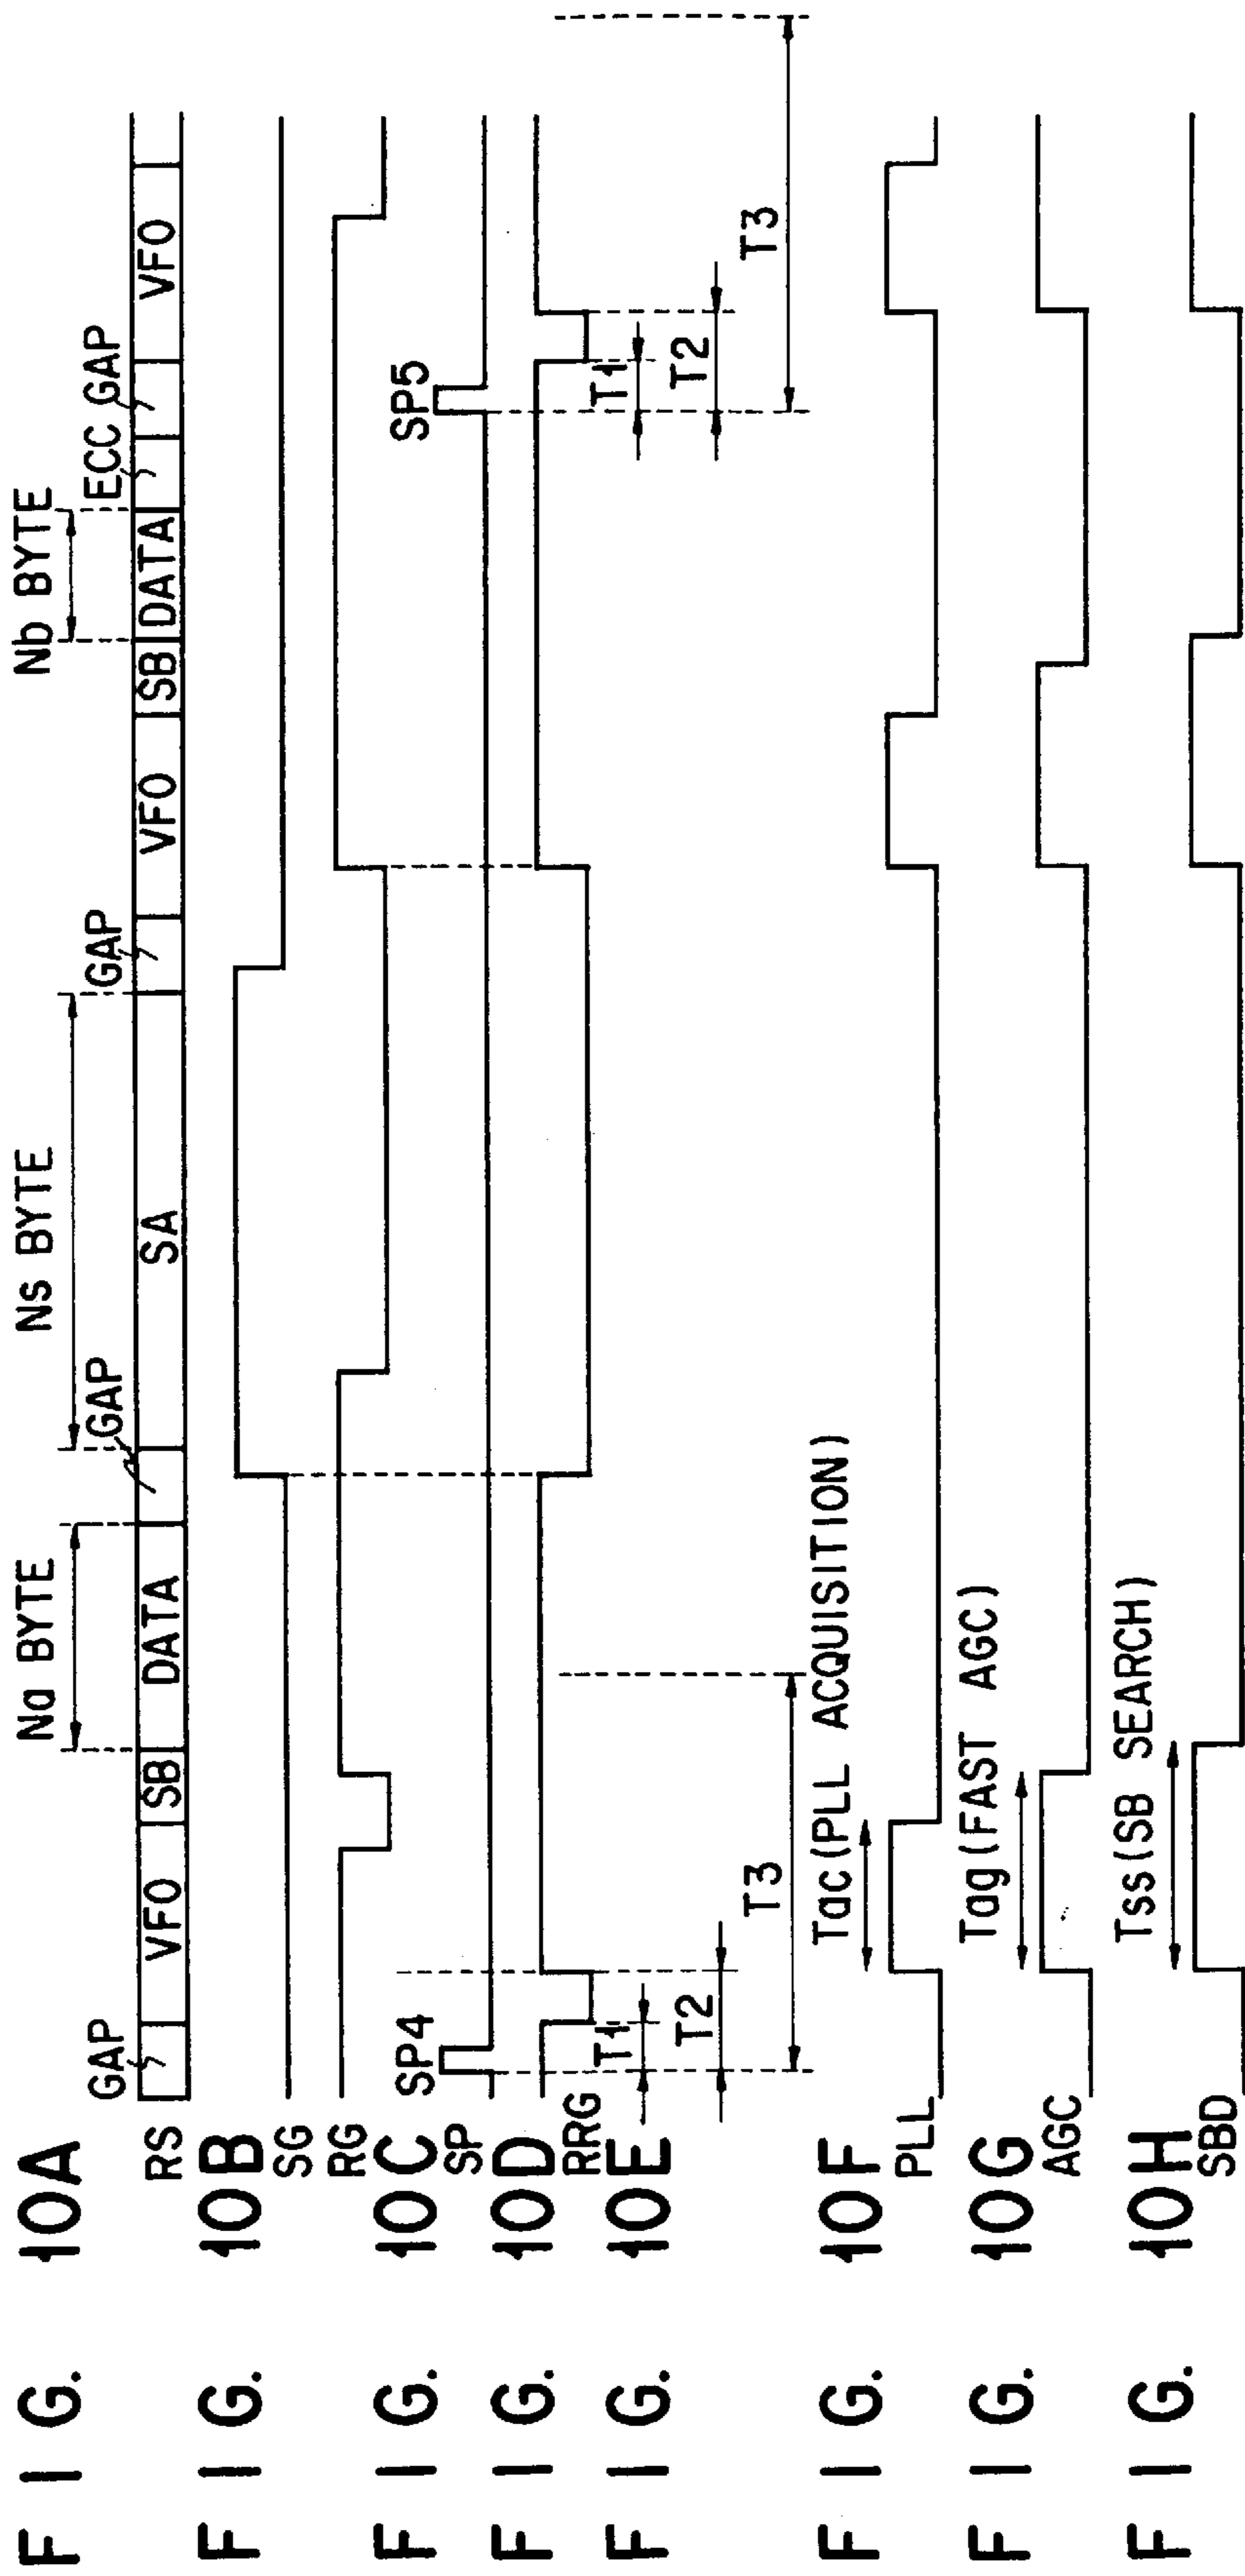 FIG. 10A
RS
GAP
VFO
SB
DATA
Na BYTE
GAP
SA
Ns BYTE
GAP
VFO
SB
DATA
Nb BYTE
ECC
GAP
VFO
FIG. 10B
SG
FIG. 10C
RG
FIG. 10D
SP
SP4
SP5
FIG. 10E
RRG
T1
T2
T3
T1
T2
T3
FIG. 10F
PLL
Tac(PLL ACQUISITION)
FIG. 10G
AGC
Tag(FAST AGC)
FIG. 10H
SBD
Tss(SB SEARCH)